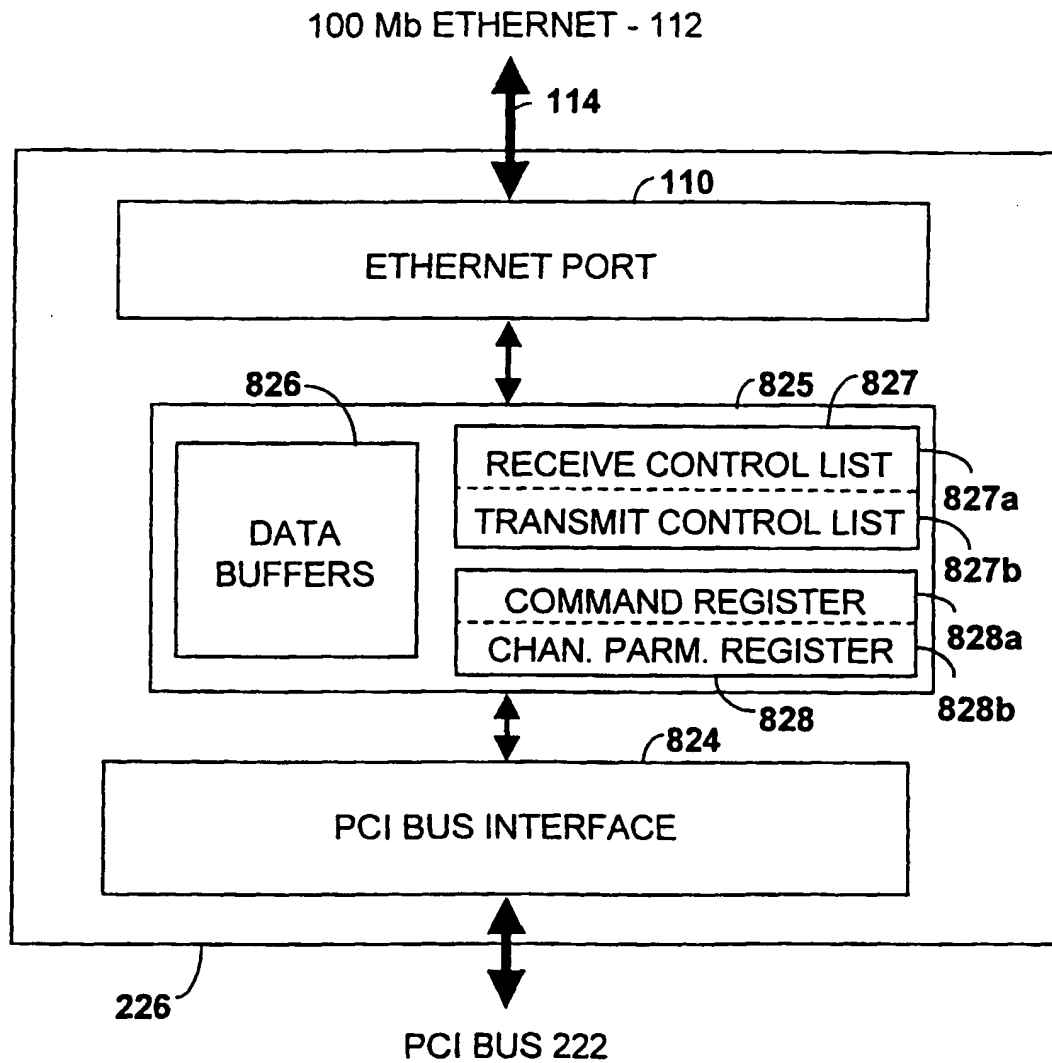 100 Mb ETHERNET - 112
114
110
ETHERNET PORT
826
825
827
DATA
BUFFERS
RECEIVE CONTROL LIST
827a
TRANSMIT CONTROL LIST
827b
COMMAND REGISTER
828a
CHAN. PARM. REGISTER
828b
828
824
PCI BUS INTERFACE
226
PCI BUS 222